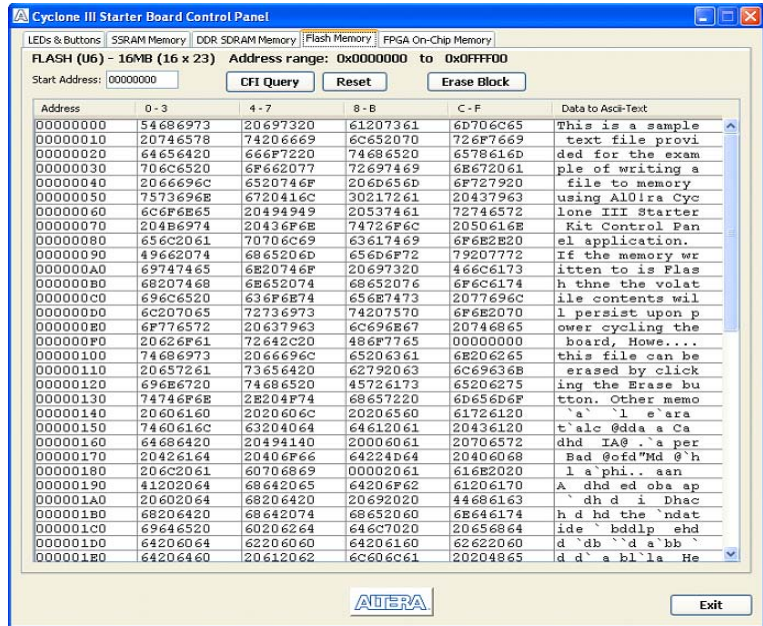 Cyclone III Starter Board Control Panel
LEDs & Buttons SSRAM Memory DDR SDRAM Memory Flash Memory FPGA On-Chip Memory
FLASH (U6) - 16MB (16 x 23) Address range: 0x0000000 to 0x0FFFF00
Start Address: 00000000 CFI Query Reset Erase Block
Address 0 - 3 4 - 7 8 - B C - F Data to Ascii-Text
00000000 54686973 20697320 61207361 6D706C65 This is a sample
00000010 20746578 74206669 6C652070 726F7669 text file provi
00000020 64656420 666F7220 74686520 6578616D ded for the exam
00000030 706C6520 6F662077 72697469 6E672061 ple of writing a
00000040 2066696C 6520746F 206D656D 6F727920 file to memory
00000050 7573696E 6720416C 30217261 20437963 using Al0!ra Cyc
00000060 6C6F6E65 20494949 20537461 72746572 lone III Starter
00000070 204B6974 20436F6E 74726F6C 2050616E Kit Control Pan
00000080 656C2061 70706C69 63617469 6F6E2E20 el application.
00000090 49662074 6865206D 656D6F72 79207772 If the memory wr
000000A0 69747465 6E20746F 20697320 466C6173 itten to is Flas
000000B0 68207468 6E652074 68652076 6F6C6174 h thne the volat
000000C0 696C6520 636F6E74 656E7473 2077696C ile contents wil
000000D0 6C207065 72736973 74207570 6F6E2070 l persist upon p
000000E0 6F776572 20637963 6C696E67 20746865 ower cycling the
000000F0 20626F61 72642C20 486F7765 00000000 board, Howe....
00000100 74686973 2066696C 65206361 6E206265 this file can be
00000110 20657261 73656420 62792063 6C69636B erased by click
00000120 696E6720 74686520 45726173 65206275 ing the Erase bu
00000130 74746F6E 2E204F74 68657220 6D656D6F tton. Other memo
00000140 20606160 2020606C 20206560 61726120 `a` `l e`ara
00000150 7460616C 63204064 64612061 20436120 t`alc @dda a Ca
00000160 64686420 20494140 20006061 20706572 dhd IA@ .`a per
00000170 20426164 20406F66 64224D64 20406068 Bad @ofd"Md @`h
00000180 206C2061 60706869 00002061 616E2020 l a`phi.. aan
00000190 41202064 68642065 64206F62 61206170 A dhd ed oba ap
000001A0 20602064 68206420 20692020 44686163 ` dh d i Dhac
000001B0 68206420 68642074 68652060 6E646174 h d hd the `ndat
000001C0 69646520 60206264 646C7020 20656864 ide ` bddlp ehd
000001D0 64206064 62206060 64206160 62622060 d `db ``d a`bb `
000001E0 64206460 20612062 6C606C61 20204865 d d` a bl`la He
ALTERA Exit